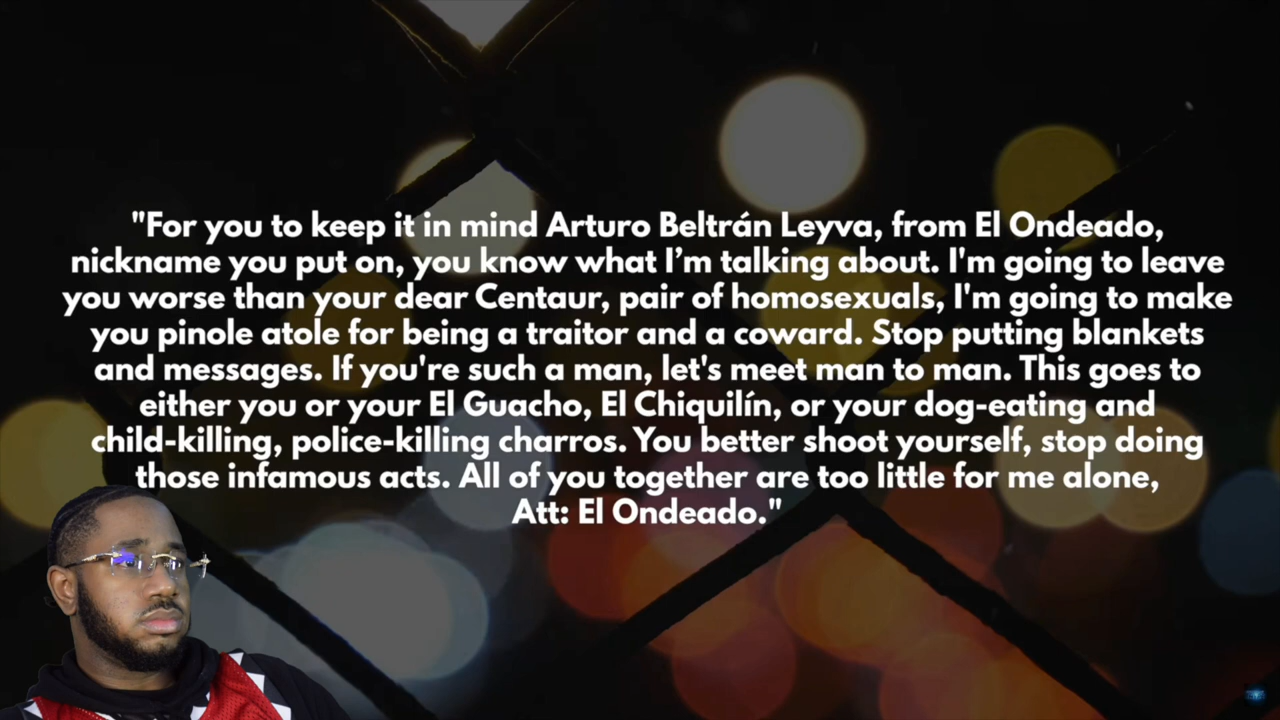 "For you to keep it in mind Arturo Beltrán Leyva, from El Ondeado,
nickname you put on, you know what I’m talking about. I'm going to leave
you worse than your dear Centaur, pair of homosexuals, I'm going to make
you pinole atole for being a traitor and a coward. Stop putting blankets
and messages. If you're such a man, let's meet man to man. This goes to
either you or your El Guacho, El Chiquilín, or your dog-eating and
child-killing, police-killing charros. You better shoot yourself, stop doing
those infamous acts. All of you together are too little for me alone,
Att: El Ondeado."